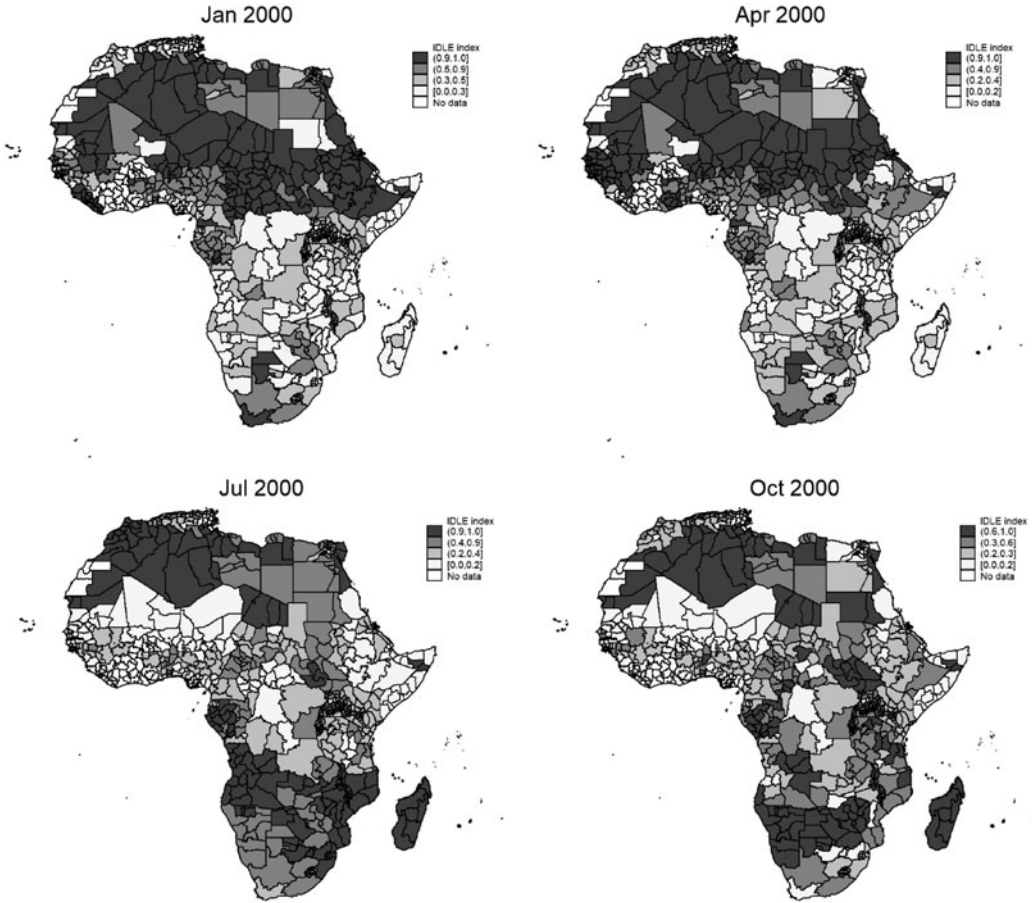 Jan 2000
IDLE index
(0.9,1.0]
(0.5,0.9]
(0.3,0.5]
[0.0,0.3]
No data
Apr 2000
IDLE index
(0.9,1.0]
(0.4,0.9]
(0.2,0.4]
[0.0,0.2]
No data
Jul 2000
IDLE index
(0.9,1.0]
(0.4,0.9]
(0.2,0.4]
[0.0,0.2]
No data
Oct 2000
IDLE index
(0.6,1.0]
(0.3,0.6]
(0.2,0.3]
[0.0,0.2]
No data